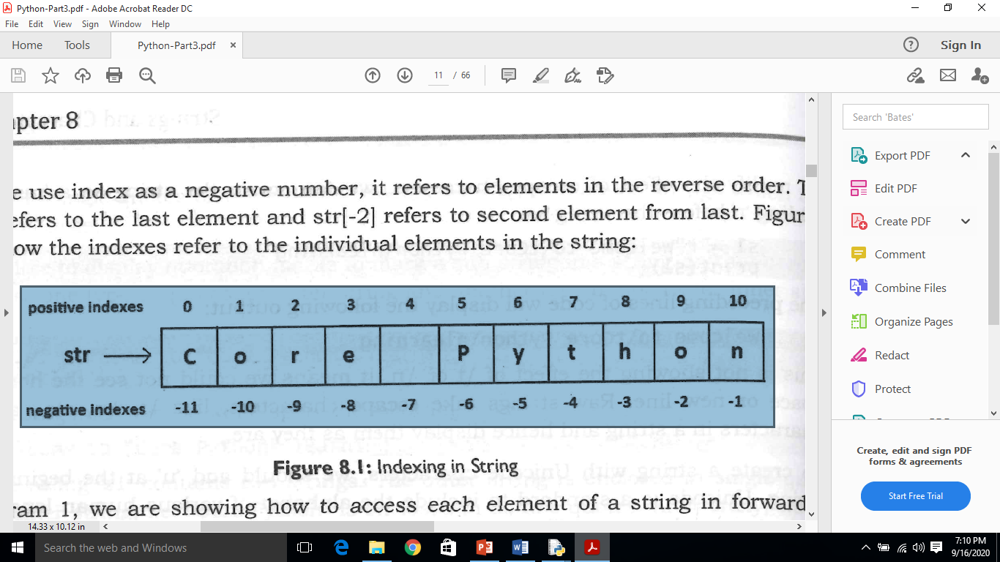 Python-Part3.pdf - Adobe Acrobat Reader DC
File Edit View Sign Window Help
Home Tools Python-Part3.pdf × Sign In
11 / 66
Search 'Bates'
Export PDF
Edit PDF
Create PDF
Comment
Combine Files
Organize Pages
Redact
Protect
Create, edit and sign PDF
forms & agreements
Start Free Trial
pter 8
e use index as a negative number, it refers to elements in the reverse order. T
efers to the last element and str[-2] refers to second element from last. Figur
ow the indexes refer to the individual elements in the string:
positive indexes 0 1 2 3 4 5 6 7 8 9 10
str C o r e P y t h o n
negative indexes -11 -10 -9 -8 -7 -6 -5 -4 -3 -2 -1
Figure 8.1: Indexing in String
ram 1, we are showing how to access each element of a string in forward
14.33 x 10.12 in
Search the web and Windows
7:10 PM
9/16/2020